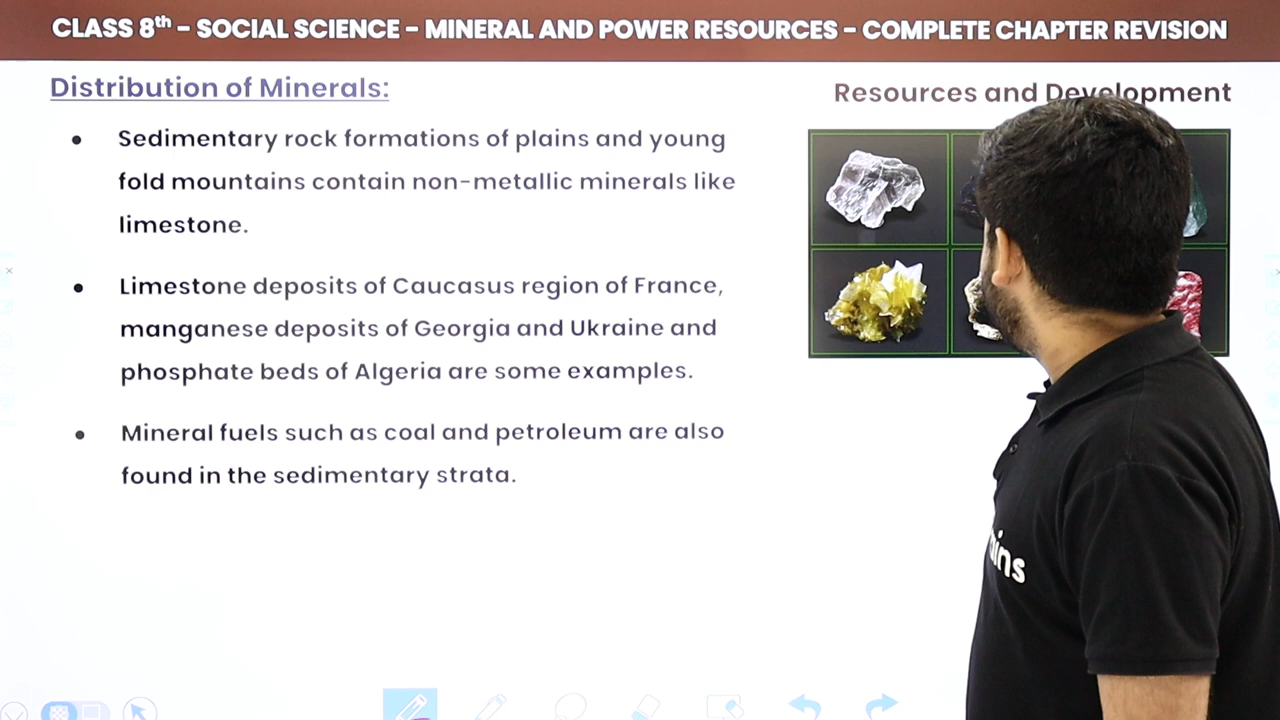 CLASS 8th - SOCIAL SCIENCE - MINERAL AND POWER RESOURCES - COMPLETE CHAPTER REVISION
Distribution of Minerals:
Resources and Development
• Sedimentary rock formations of plains and young
fold mountains contain non-metallic minerals like
limestone.
• Limestone deposits of Caucasus region of France,
manganese deposits of Georgia and Ukraine and
phosphate beds of Algeria are some examples.
• Mineral fuels such as coal and petroleum are also
found in the sedimentary strata.